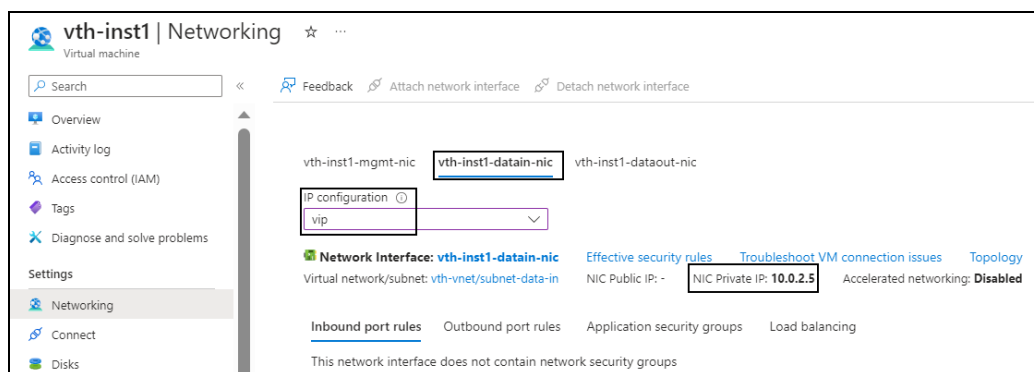 vth-inst1 | Networking ☆ ...
Virtual machine
Search «
Feedback Attach network interface Detach network interface
Overview
Activity log
Access control (IAM)
Tags
Diagnose and solve problems
Settings
Networking
Connect
Disks
vth-inst1-mgmt-nic vth-inst1-datain-nic vth-inst1-dataout-nic
IP configuration
vip
Network Interface: vth-inst1-datain-nic Effective security rules Troubleshoot VM connection issues Topology
Virtual network/subnet: vth-vnet/subnet-data-in NIC Public IP: - NIC Private IP: 10.0.2.5 Accelerated networking: Disabled
Inbound port rules Outbound port rules Application security groups Load balancing
This network interface does not contain network security groups